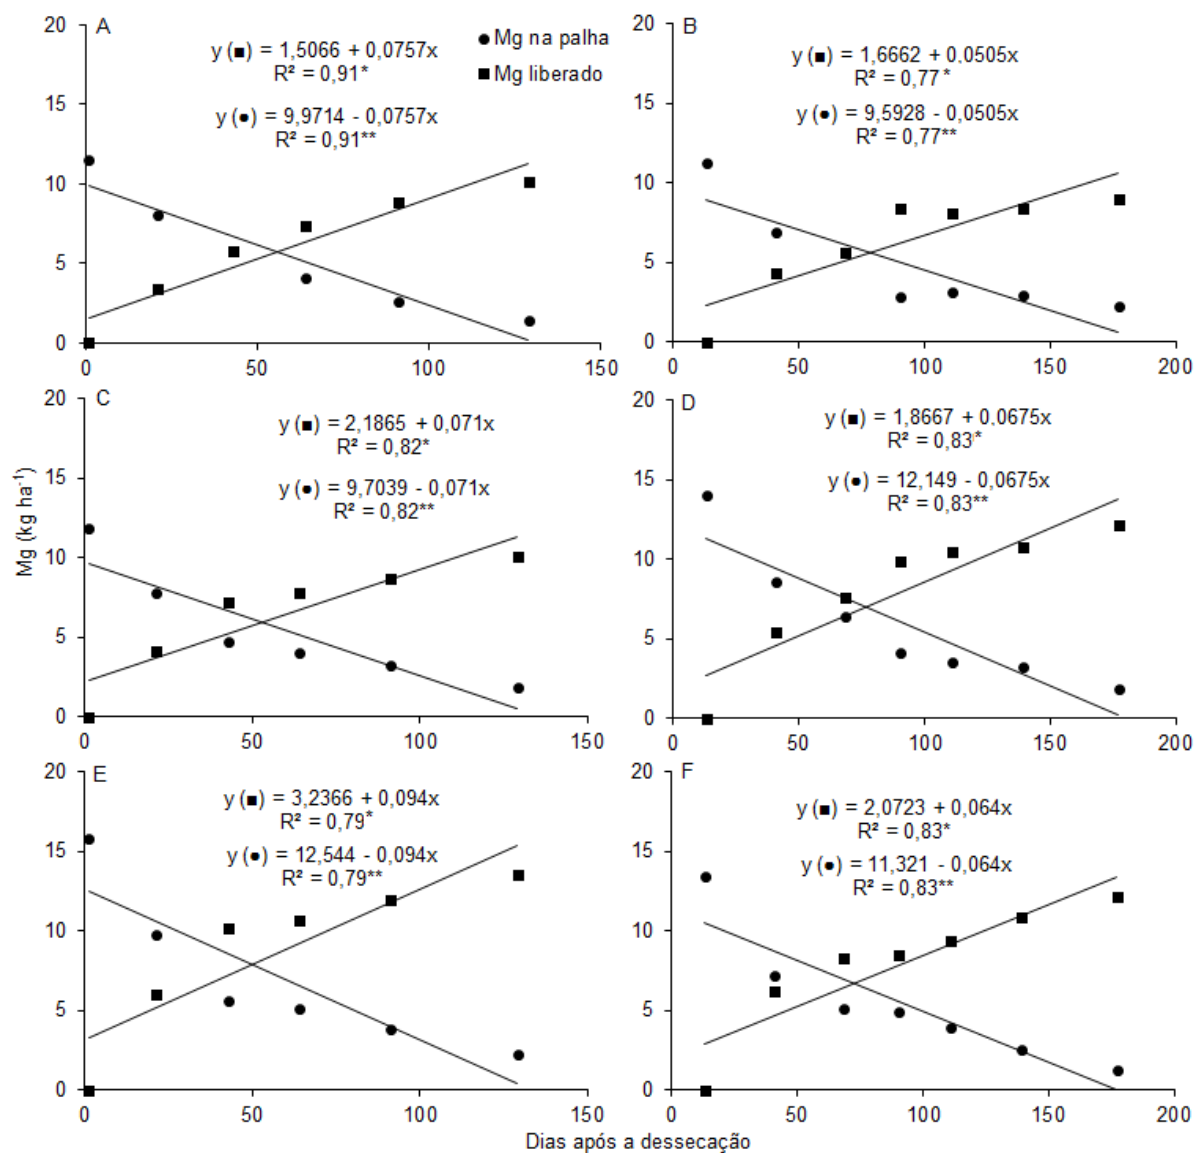 A
20
15
10
5
0
0
50
100
150
y (■) = 1,5066 + 0,0757x
R² = 0,91*
y (●) = 9,9714 - 0,0757x
R² = 0,91**
● Mg na palha
■ Mg liberado
B
20
15
10
5
0
0
50
100
150
200
y (■) = 1,6662 + 0.0505x
R² = 0,77*
y (●) = 9,5928 - 0,0505x
R² = 0,77**
C
20
15
10
5
0
0
50
100
150
y (■) = 2,1865 + 0,071x
R² = 0,82*
y (●) = 9,7039 - 0,071x
R² = 0,82**
Mg (kg ha⁻¹)
D
20
15
10
5
0
0
50
100
150
200
y (■) = 1,8667 + 0,0675x
R² = 0,83*
y (●) = 12,149 - 0,0675x
R² = 0,83**
E
20
15
10
5
0
0
50
100
150
y (■) = 3,2366 + 0,094x
R² = 0,79*
y (●) = 12,544 - 0,094x
R² = 0,79**
F
20
15
10
5
0
0
50
100
150
200
y (■) = 2,0723 + 0,064x
R² = 0,83*
y (●) = 11,321 - 0,064x
R² = 0,83**
Dias após a dessecação